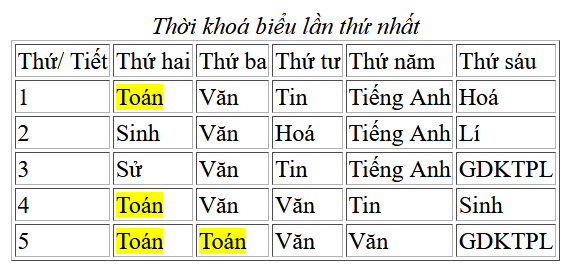 Thời khoá biểu lần thứ nhất
Thứ/ Tiết Thứ hai Thứ ba Thứ tư Thứ năm Thứ sáu
1 Toán Văn Tin Tiếng Anh Hoá
2 Sinh Văn Hoá Tiếng Anh Lí
3 Sử Văn Tin Tiếng Anh GDKTPL
4 Toán Văn Văn Tin Sinh
5 Toán Toán Văn Văn GDKTPL